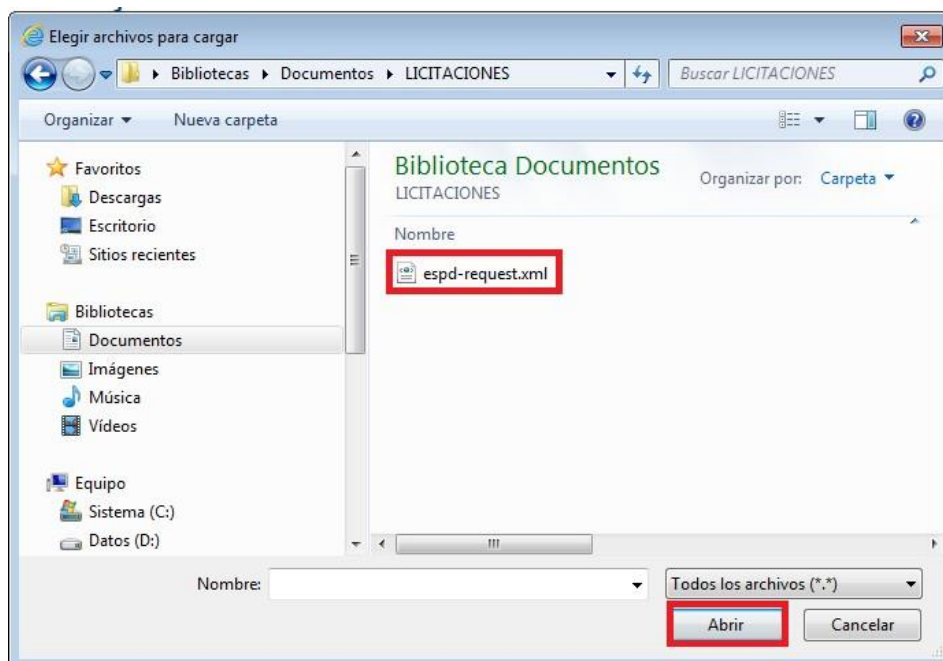 Elegir archivos para cargar
Bibliotecas Documentos LICITACIONES
Buscar LICITACIONES
Organizar Nueva carpeta
Favoritos
Descargas
Escritorio
Sitios recientes
Bibliotecas
Documentos
Imágenes
Música
Vídeos
Equipo
Sistema (C:)
Datos (D:)
Biblioteca Documentos
LICITACIONES
Organizar por: Carpeta
Nombre
espd-request.xml
Nombre:
Todos los archivos (*.*)
Abrir Cancelar